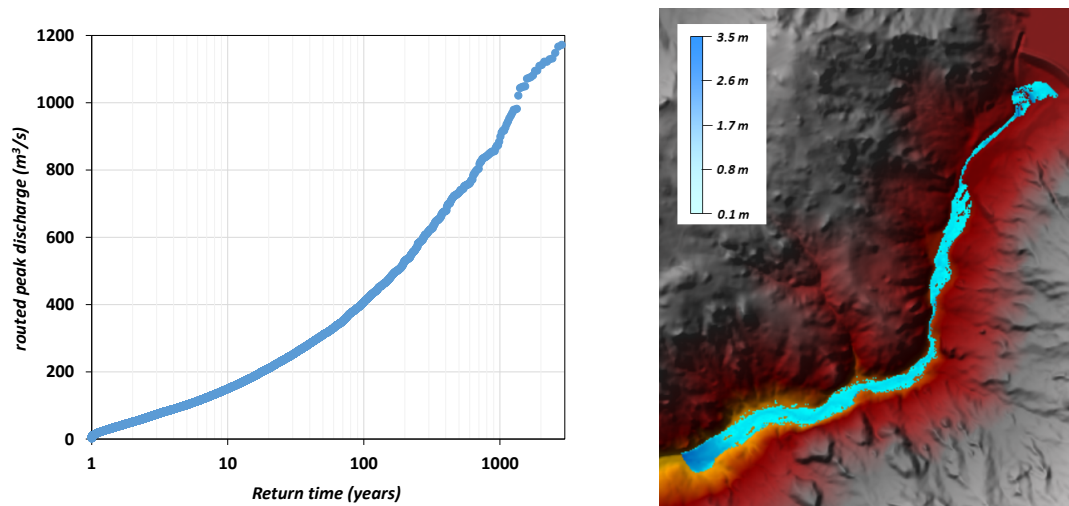 1200
1000
800
600
400
200
0
routed peak discharge (m³/s)
1 10 100 1000
Return time (years)
3.5 m
2.6 m
1.7 m
0.8 m
0.1 m